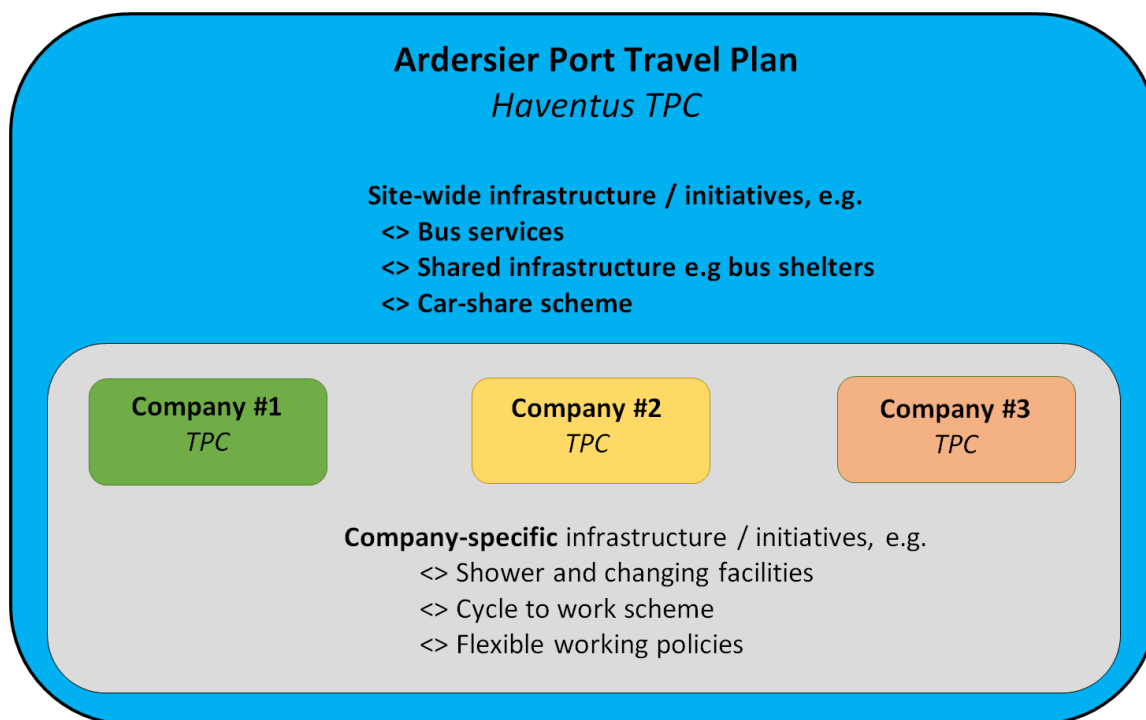 Ardersier Port Travel Plan
Haventus TPC
Site-wide infrastructure / initiatives, e.g.
<> Bus services
<> Shared infrastructure e.g bus shelters
<> Car-share scheme
Company #1
TPC
Company #2
TPC
Company #3
TPC
Company-specific infrastructure / initiatives, e.g.
<> Shower and changing facilities
<> Cycle to work scheme
<> Flexible working policies